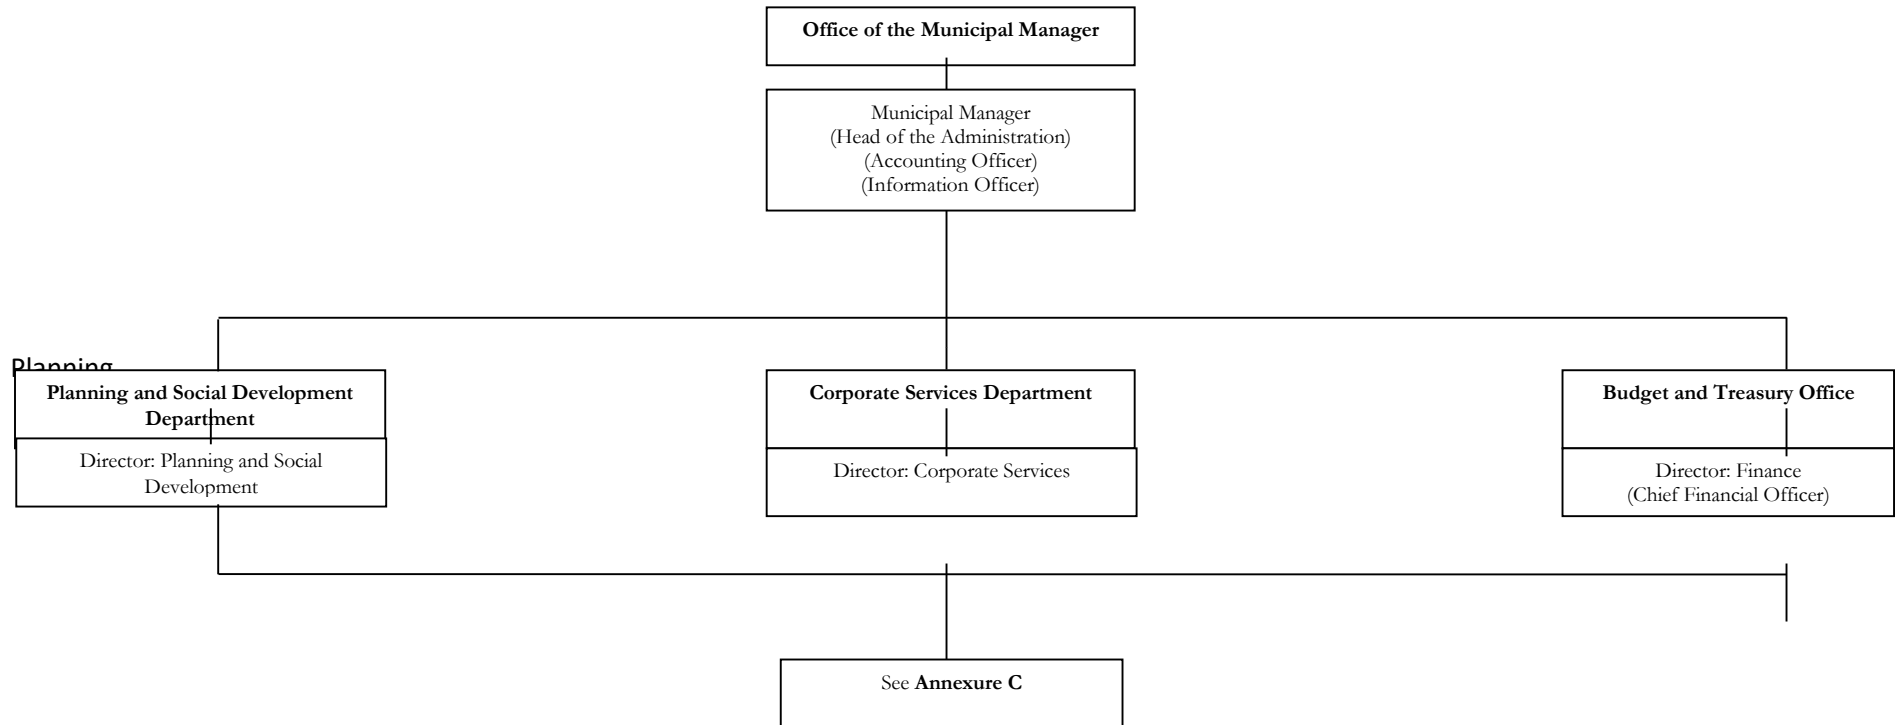 Office of the Municipal Manager
Municipal Manager
(Head of the Administration)
(Accounting Officer)
(Information Officer)
Planning
Planning and Social Development
Department
Director: Planning and Social
Development
Corporate Services Department
Director: Corporate Services
Budget and Treasury Office
Director: Finance
(Chief Financial Officer)
See Annexure C